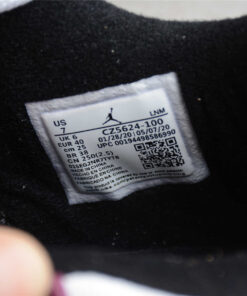 US 7 LNM
UK 6 CZ5624-100
EUR 40 01/28/20 05/07/20
cm 25 UPC 00194498586990
BR 38
CN 250(2.5)